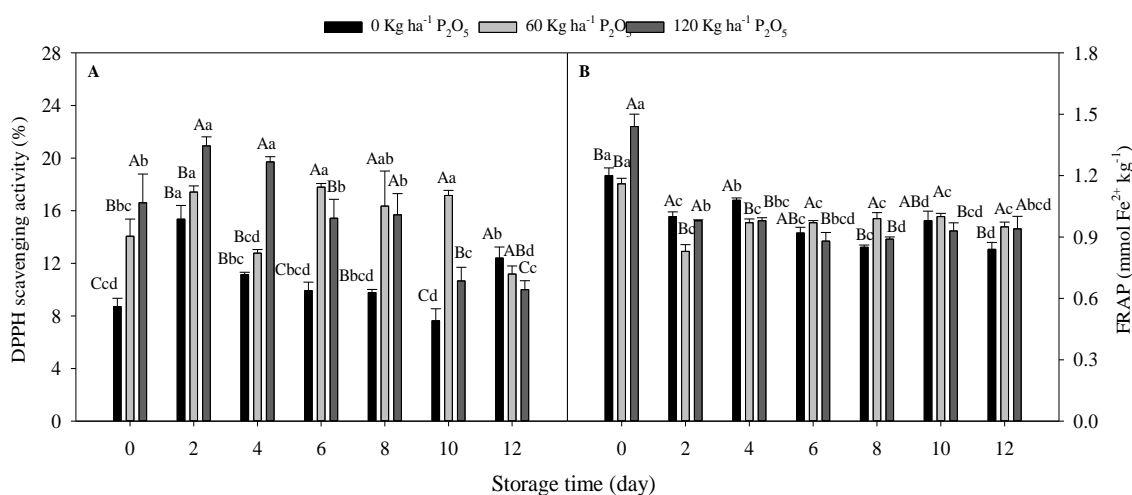 0 Kg ha-1 P2O5 60 Kg ha-1 P2O5 120 Kg ha-1 P2O5
A
B
DPPH scavenging activity (%)
28
24
20
16
12
8
4
0
Ccd Bbc Ab
Ba Ba Aa
Bbc Bcd Aa
Cbcd Aa Bb
Bbcd Aab Ab
Cd Aa Bc
Ab ABd Cc
Ba Ba Aa
Ac Bc Ab
Ab Bc Bbc
ABc Ac Bbcd
Bc Ac Bd
ABd Ac Bcd
Bd Ac Abcd
1.8
1.5
1.2
0.9
0.6
0.3
0.0
FRAP (mmol Fe2+ kg-1)
0 2 4 6 8 10 12 0 2 4 6 8 10 12
Storage time (day)